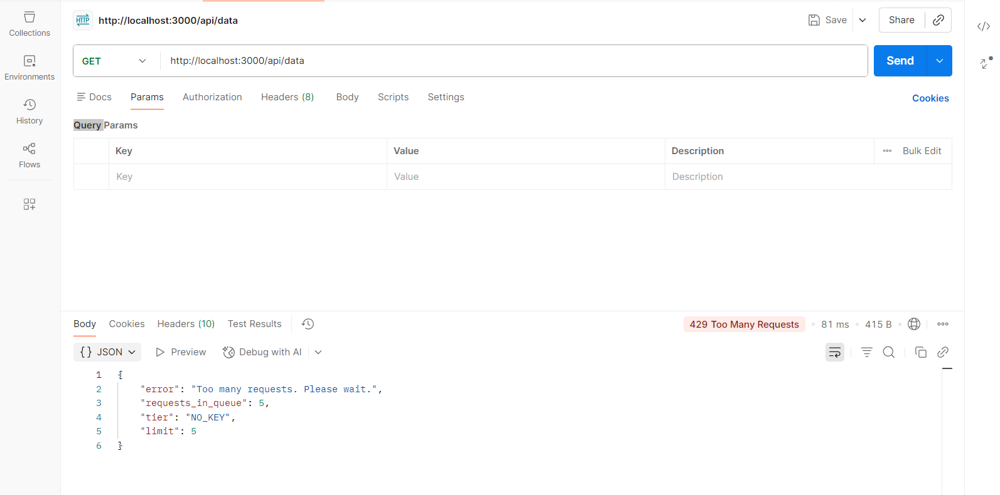 Collections
Environments
History
Flows
HTTP http://localhost:3000/api/data
Save
Share
GET http://localhost:3000/api/data
Send
Docs Params Authorization Headers (8) Body Scripts Settings
Cookies
Query Params
Key Value Description Bulk Edit
Key Value Description
Body Cookies Headers (10) Test Results
429 Too Many Requests 81 ms 415 B
{} JSON Preview Debug with AI
1 {
2 "error": "Too many requests. Please wait.",
3 "requests_in_queue": 5,
4 "tier": "NO_KEY",
5 "limit": 5
6 }